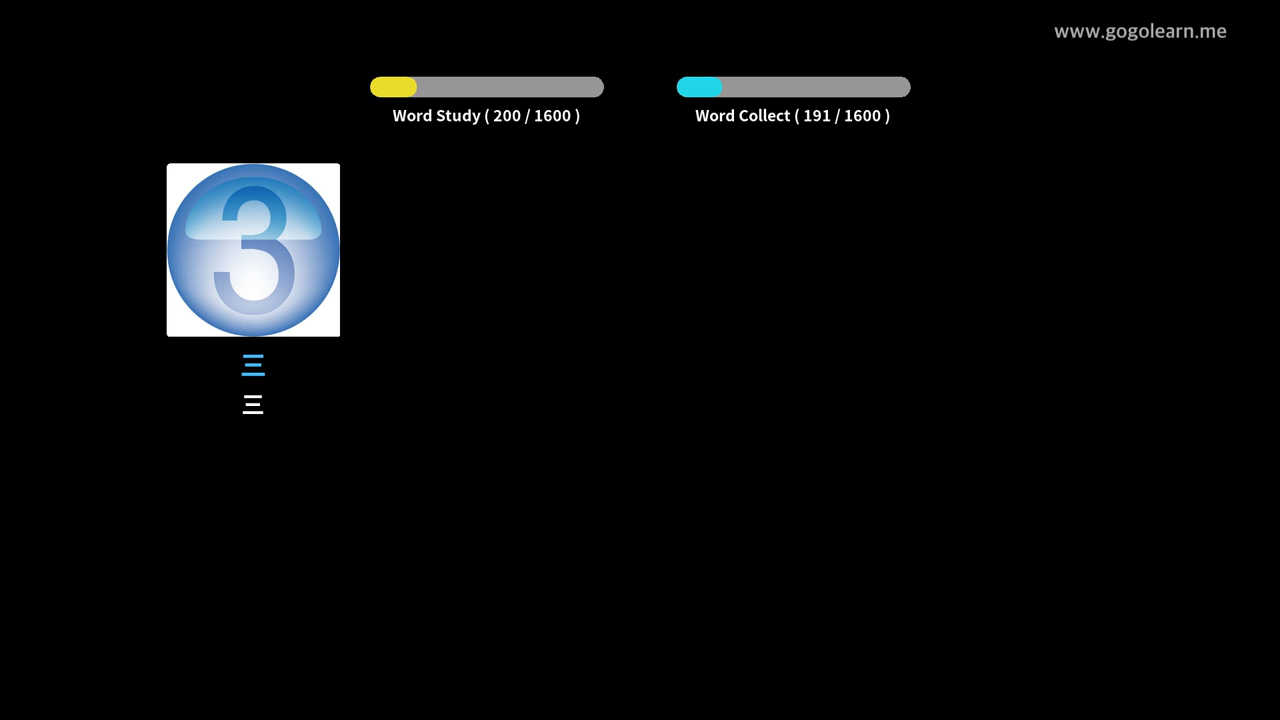 www.gogolearn.me
Word Study ( 200 / 1600 )
Word Collect ( 191 / 1600 )
3
三
三